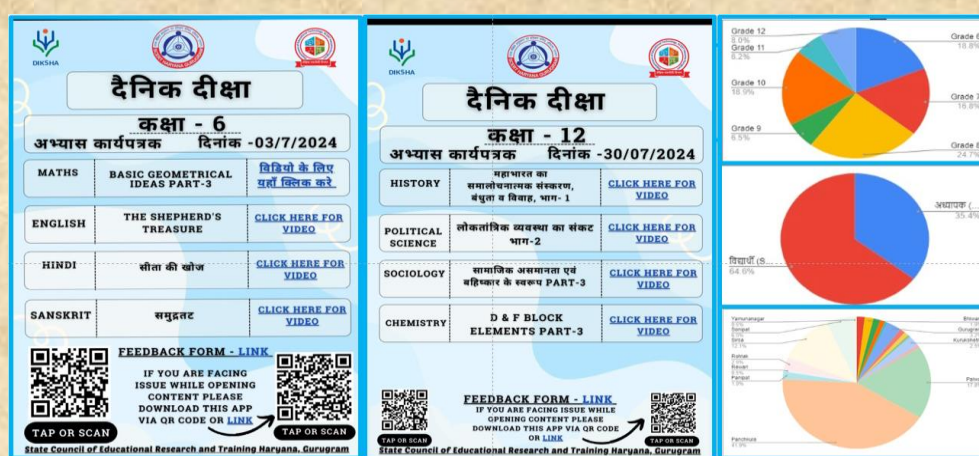 DIKSHA
दैनिक दीक्षा
कक्षा - 6
अभ्यास कार्यपत्रक दिनांक -03/7/2024
MATHS
BASIC GEOMETRICAL
IDEAS PART-3
विडियो के लिए
यहाँ क्लिक करे
ENGLISH
THE SHEPHERD'S
TREASURE
CLICK HERE FOR
VIDEO
HINDI
सीता की खोज
CLICK HERE FOR
VIDEO
SANSKRIT
समुद्रतट
CLICK HERE FOR
VIDEO
FEEDBACK FORM - LINK
IF YOU ARE FACING
ISSUE WHILE OPENING
CONTENT PLEASE
DOWNLOAD THIS APP
VIA QR CODE OR LINK
TAP OR SCAN
TAP OR SCAN
State Council of Educational Research and Training Haryana, Gurugram
DIKSHA
दैनिक दीक्षा
कक्षा - 12
अभ्यास कार्यपत्रक दिनांक -30/07/2024
HISTORY
महाभारत का
समालोचनात्मक संस्करण,
बंधुता व विवाह, भाग- 1
CLICK HERE FOR
VIDEO
POLITICAL
SCIENCE
लोकतांत्रिक व्यवस्था का संकट
भाग-2
CLICK HERE FOR
VIDEO
SOCIOLOGY
सामाजिक असमानता एवं
बहिष्कार के स्वरूप PART-3
CLICK HERE FOR
VIDEO
CHEMISTRY
D & F BLOCK
ELEMENTS PART-3
CLICK HERE FOR
VIDEO
FEEDBACK FORM - LINK
IF YOU ARE FACING ISSUE WHILE
OPENING CONTENT PLEASE
DOWNLOAD THIS APP VIA QR CODE
OR LINK
TAP OR SCAN
TAP OR SCAN
State Council of Educational Research and Training Haryana, Gurugram
Grade 12
8.0%
Grade 11
6.2%
Grade 10
18.9%
Grade 9
6.5%
Grade 6
18.8%
Grade 7
16.8%
Grade 8
24.7%
अध्यापक (...
35.4%
विद्यार्थी (S...
64.6%
Yamunanagar
Sonipat
Sirsa
12.1%
Rohtak
Rewari
Panipat
Panchkula